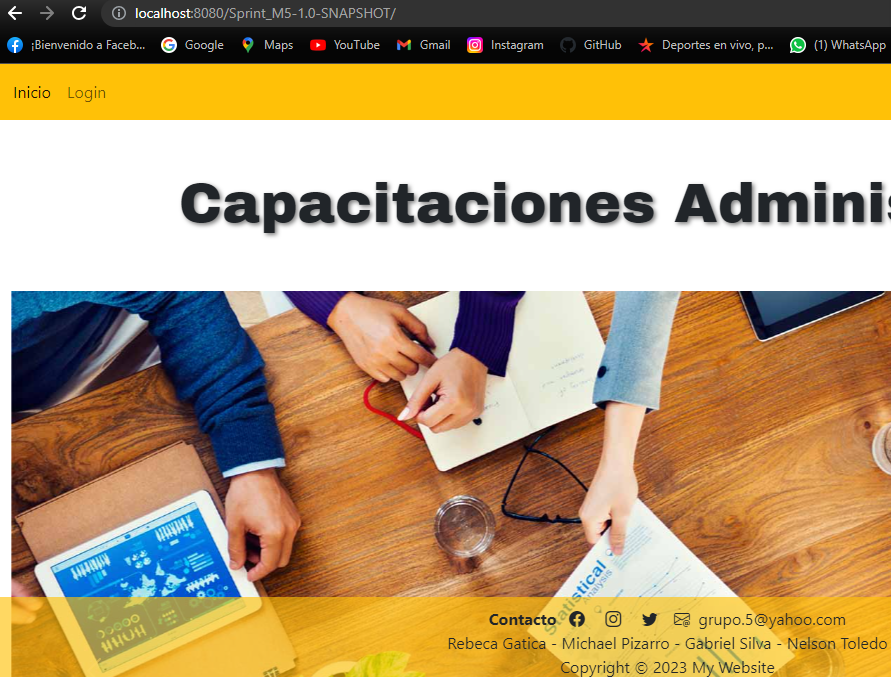 localhost:8080/Sprint_M5-1.0-SNAPSHOT/
¡Bienvenido a Faceb... Google Maps YouTube Gmail Instagram GitHub Deportes en vivo, p... (1) WhatsApp
Inicio Login
Capacitaciones Adminis
Statistical
Analysis
Contacto grupo.5@yahoo.com
Rebeca Gatica - Michael Pizarro - Gabriel Silva - Nelson Toledo
Copyright © 2023 My Website